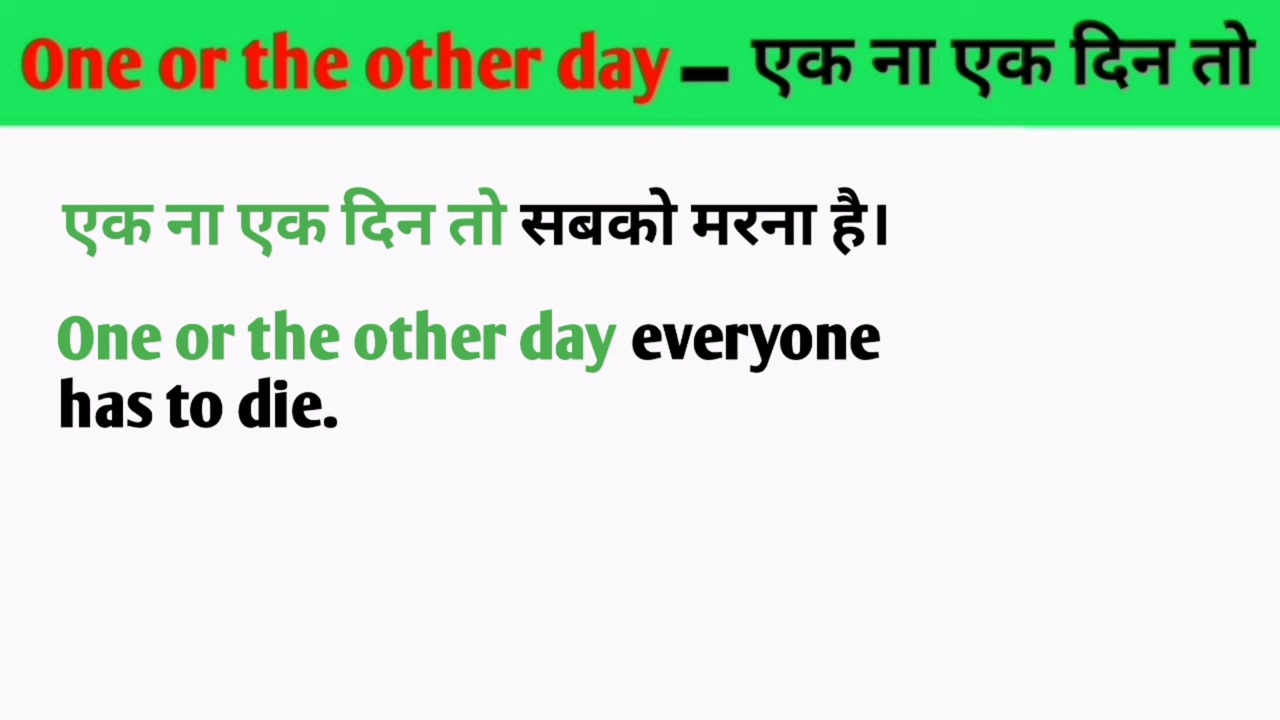 One or the other day – एक ना एक दिन तो
एक ना एक दिन तो सबको मरना है।
One or the other day everyone
has to die.